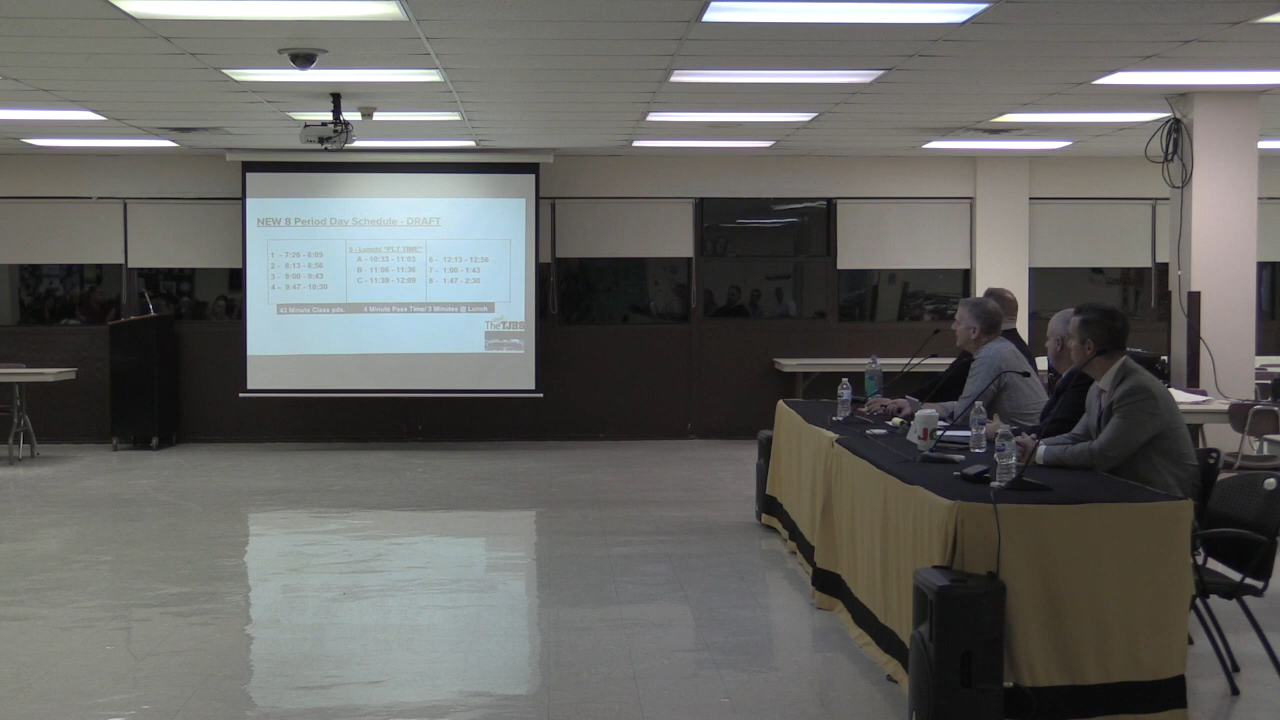 NEW 8 Period Day Schedule - DRAFT
1 - 7:26 - 8:09
2 - 8:13 - 8:56
3 - 9:00 - 9:43
4 - 9:47 - 10:30
5 - Lunch/ "FLT TIME"
A - 10:33 - 11:03
B - 11:06 - 11:36
C - 11:39 - 12:09
6 - 12:13 - 12:56
7 - 1:00 - 1:43
8 - 1:47 - 2:30
43 Minute Class pds.
4 Minute Pass Time/ 3 Minutes @ Lunch
The TJHS